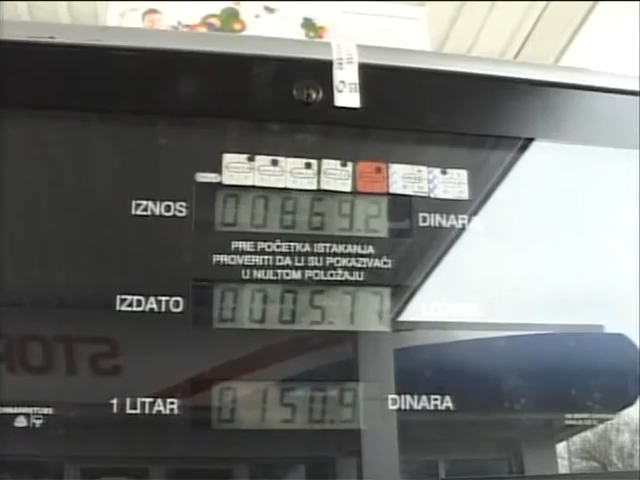 IZNOS 00869.2 DINARA
PRE POČETKA ISTAKANJA
PROVERITI DA LI SU POKAZIVAČI
U NULTOM POLOŽAJU
IZDATO 0005.77
STOP
1 LITAR 0150.9 DINARA